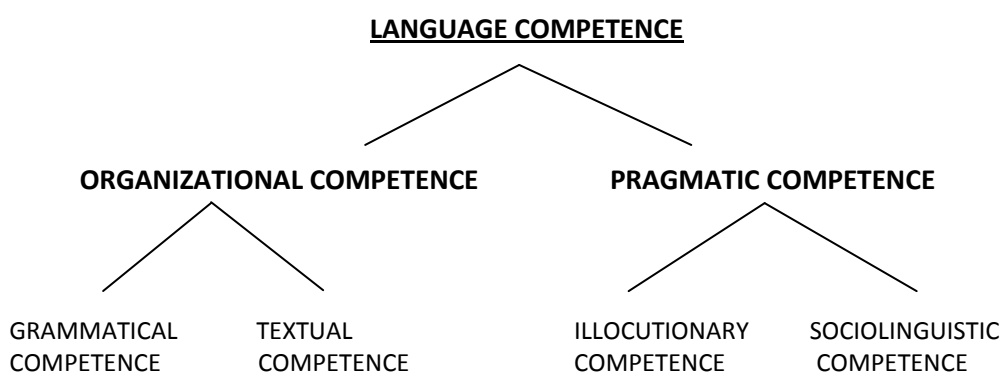 LANGUAGE COMPETENCE
ORGANIZATIONAL COMPETENCE
PRAGMATIC COMPETENCE
GRAMMATICAL
COMPETENCE
TEXTUAL
COMPETENCE
ILLOCUTIONARY
COMPETENCE
SOCIOLINGUISTIC
COMPETENCE